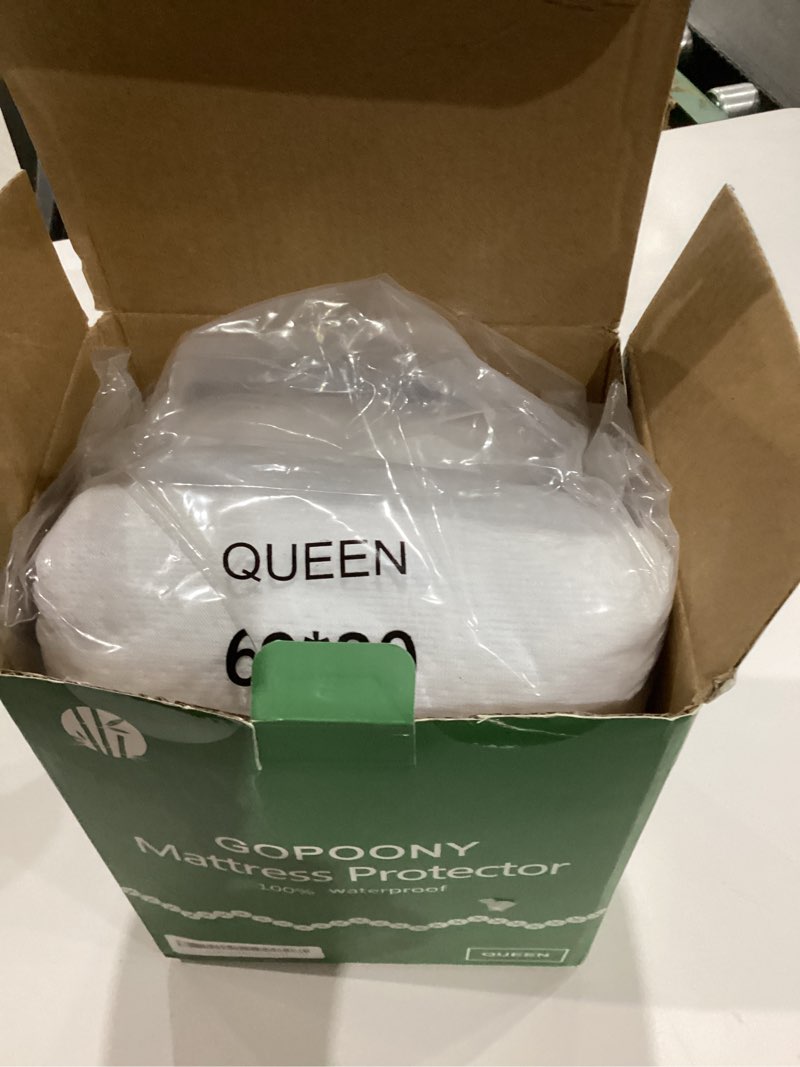 QUEEN
GOPOONY
Mattress Protector
100% waterproof
QUEEN